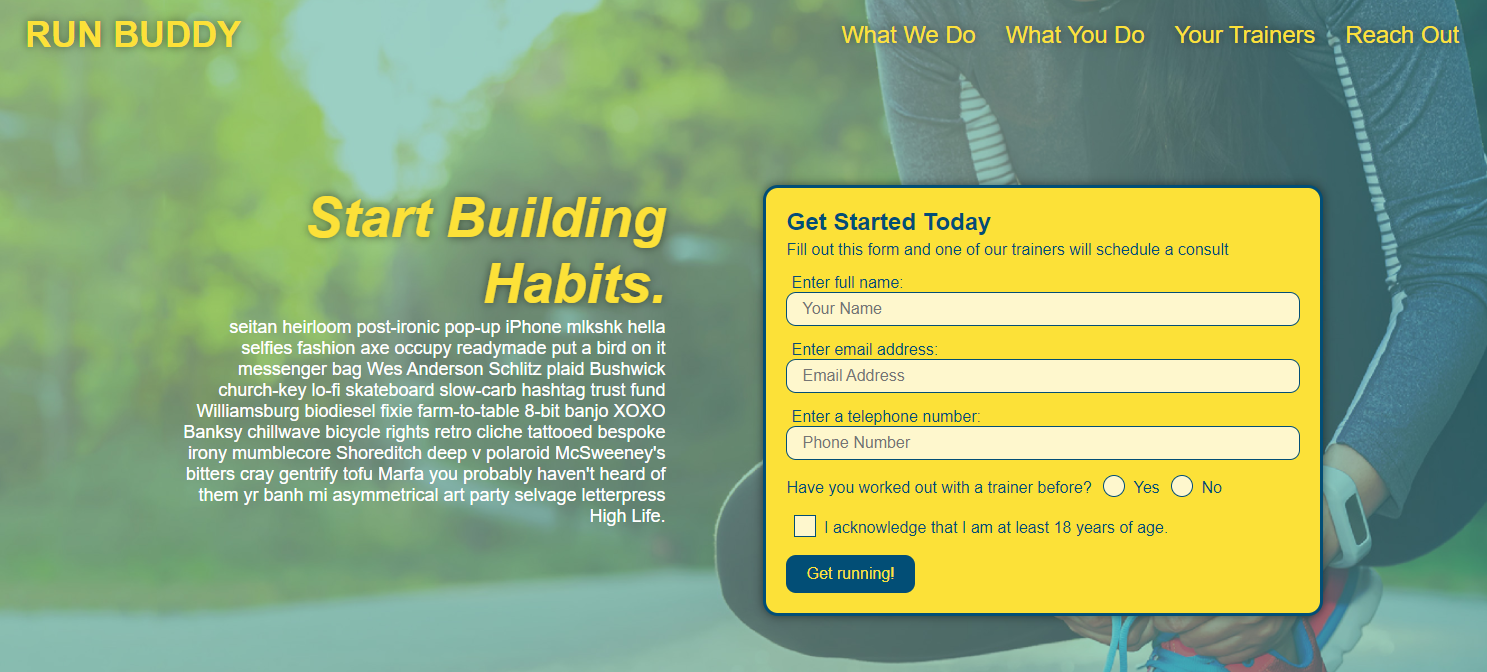 RUN BUDDY
What We Do What You Do Your Trainers Reach Out
Start Building
Habits.
seitan heirloom post-ironic pop-up iPhone mlkshk hella
selfies fashion axe occupy readymade put a bird on it
messenger bag Wes Anderson Schlitz plaid Bushwick
church-key lo-fi skateboard slow-carb hashtag trust fund
Williamsburg biodiesel fixie farm-to-table 8-bit banjo XOXO
Banksy chillwave bicycle rights retro cliche tattooed bespoke
irony mumblecore Shoreditch deep v polaroid McSweeney's
bitters cray gentrify tofu Marfa you probably haven't heard of
them yr banh mi asymmetrical art party selvage letterpress
High Life.
Get Started Today
Fill out this form and one of our trainers will schedule a consult
Enter full name:
Your Name
Enter email address:
Email Address
Enter a telephone number:
Phone Number
Have you worked out with a trainer before? Yes No
I acknowledge that I am at least 18 years of age.
Get running!